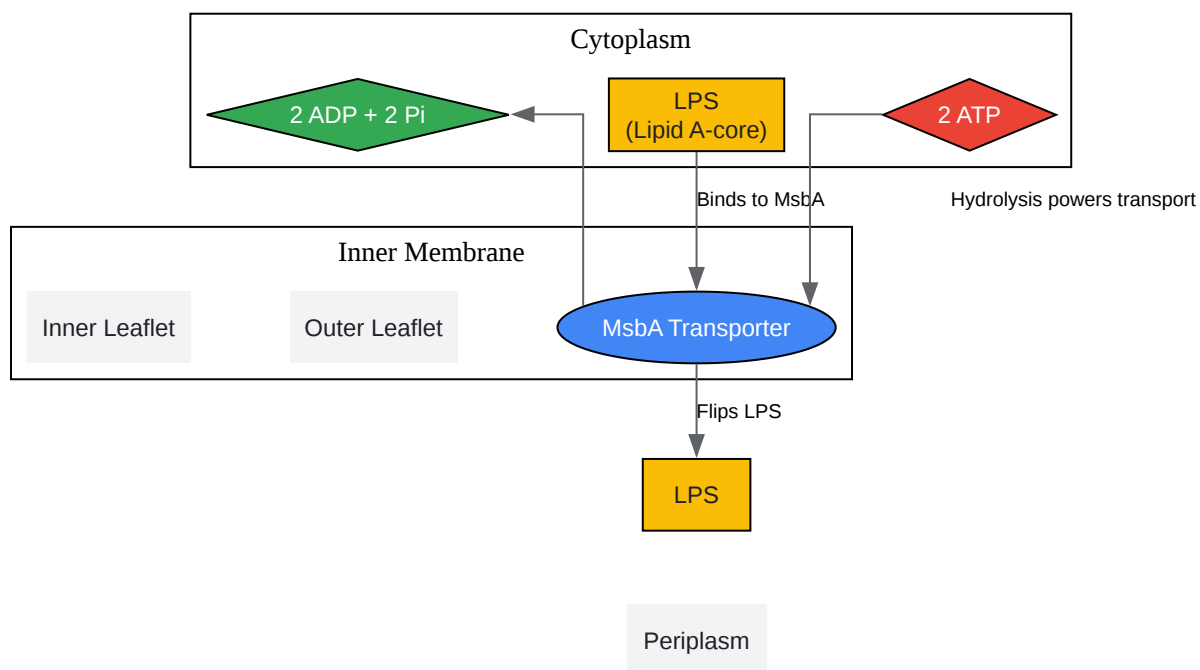 Cytoplasm
2 ADP + 2 Pi
LPS
(Lipid A-core)
2 ATP
Binds to MsbA
Hydrolysis powers transport
Inner Membrane
Inner Leaflet
Outer Leaflet
MsbA Transporter
Flips LPS
LPS
Periplasm